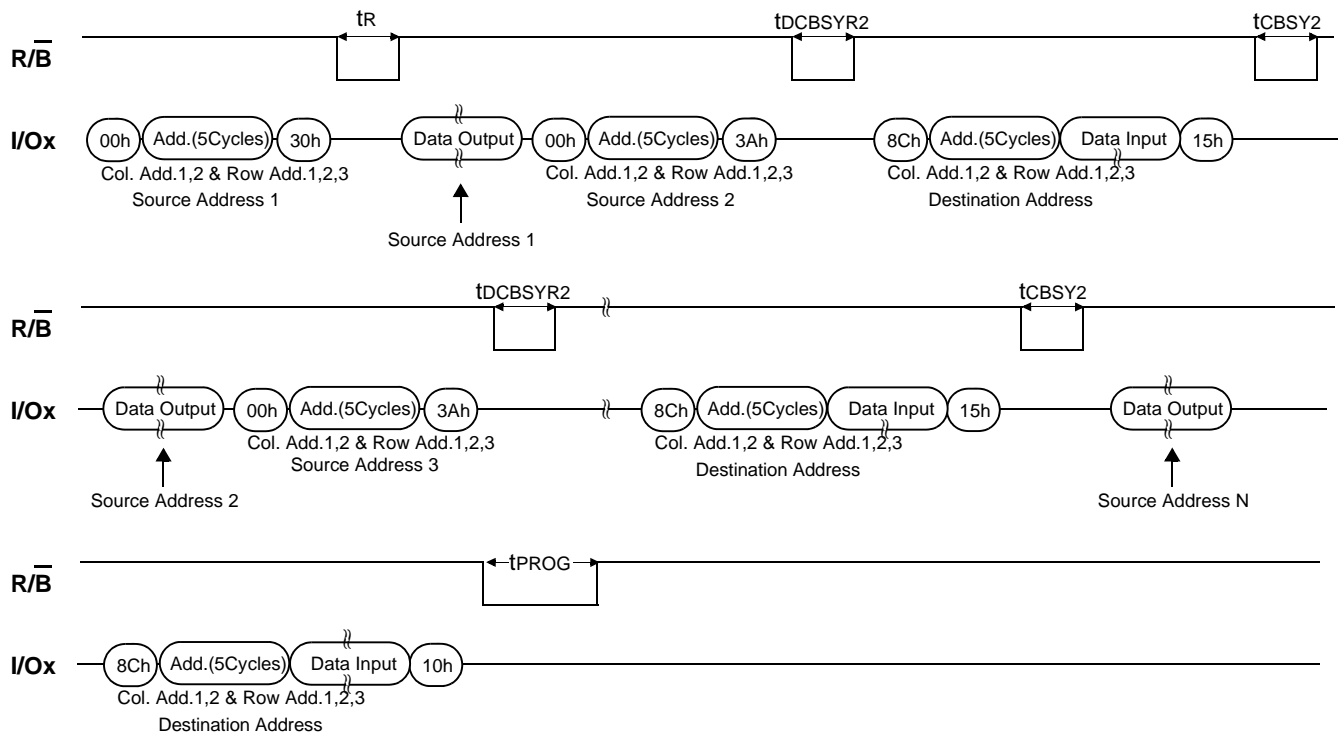 tR tDCBSYR2 tCBSY2
R/B̅
I/Ox 00h Add.(5Cycles) 30h Data Output 00h Add.(5Cycles) 3Ah 8Ch Add.(5Cycles) Data Input 15h
Col. Add.1,2 & Row Add.1,2,3 Col. Add.1,2 & Row Add.1,2,3 Col. Add.1,2 & Row Add.1,2,3
Source Address 1 Source Address 2 Destination Address
Source Address 1
tDCBSYR2 tCBSY2
R/B̅
I/Ox Data Output 00h Add.(5Cycles) 3Ah 8Ch Add.(5Cycles) Data Input 15h Data Output
Col. Add.1,2 & Row Add.1,2,3 Col. Add.1,2 & Row Add.1,2,3
Source Address 3 Destination Address
Source Address 2 Source Address N
tPROG
R/B̅
I/Ox 8Ch Add.(5Cycles) Data Input 10h
Col. Add.1,2 & Row Add.1,2,3
Destination Address